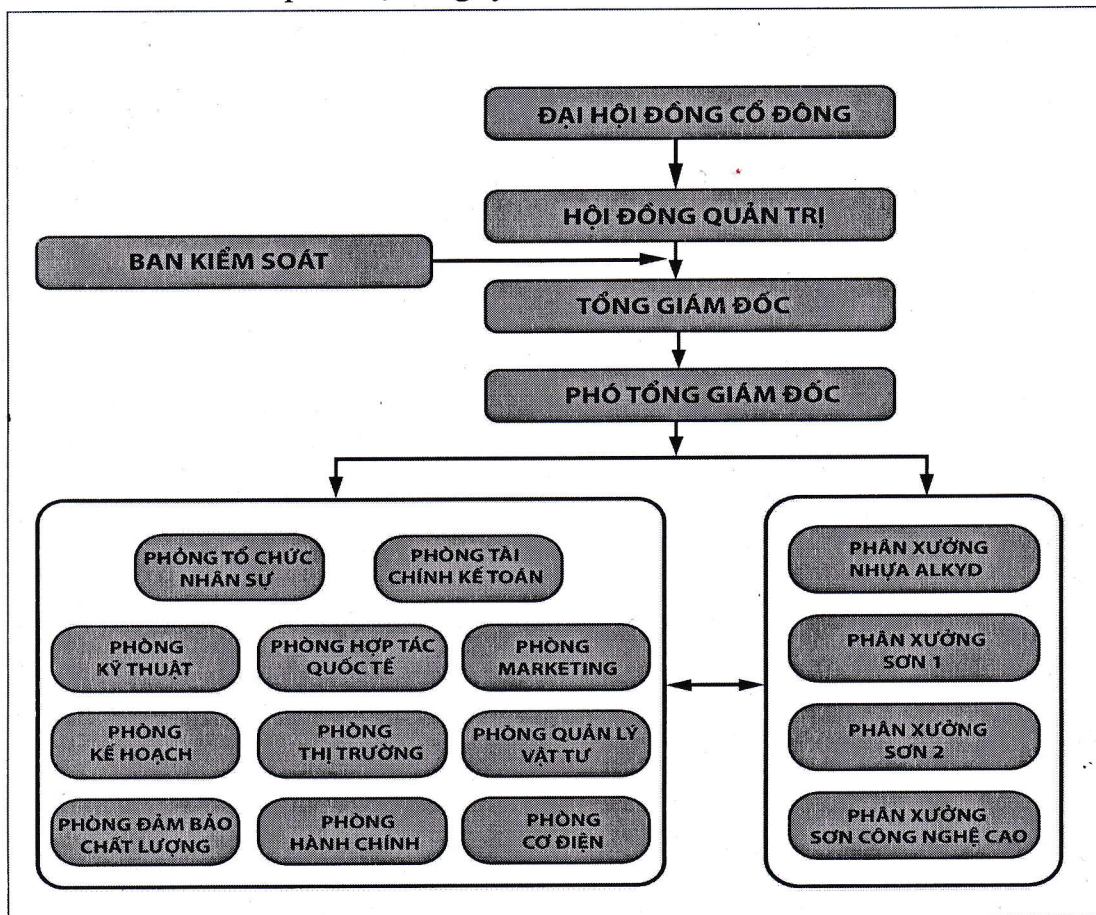 ĐẠI HỘI ĐỒNG CỔ ĐÔNG
HỘI ĐỒNG QUẢN TRỊ
BAN KIỂM SOÁT
TỔNG GIÁM ĐỐC
PHÓ TỔNG GIÁM ĐỐC
PHÒNG TỔ CHỨC
NHÂN SỰ
PHÒNG TÀI
CHÍNH KẾ TOÁN
PHÒNG
KỸ THUẬT
PHÒNG HỢP TÁC
QUỐC TẾ
PHÒNG
MARKETING
PHÒNG
KẾ HOẠCH
PHÒNG
THỊ TRƯỜNG
PHÒNG QUẢN LÝ
VẬT TƯ
PHÒNG ĐẢM BẢO
CHẤT LƯỢNG
PHÒNG
HÀNH CHÍNH
PHÒNG
CƠ ĐIỆN
PHÂN XƯỞNG
NHỰA ALKYD
PHÂN XƯỞNG
SƠN 1
PHÂN XƯỞNG
SƠN 2
PHÂN XƯỞNG
SƠN CÔNG NGHỆ CAO